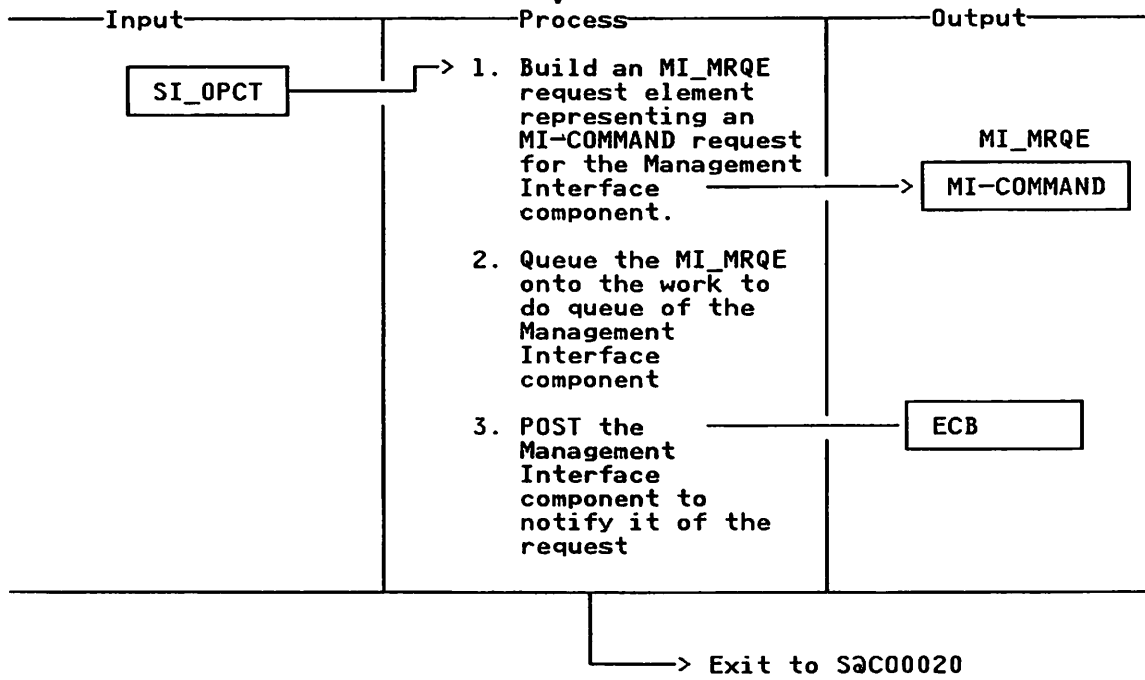 Input Process Output
SI_OPCT
1. Build an MI_MRQE
request element
representing an
MI-COMMAND request
for the Management
Interface
component.
MI_MRQE
MI-COMMAND
2. Queue the MI_MRQE
onto the work to
do queue of the
Management
Interface
component
3. POST the
Management
Interface
component to
notify it of the
request
ECB
Exit to S@C00020